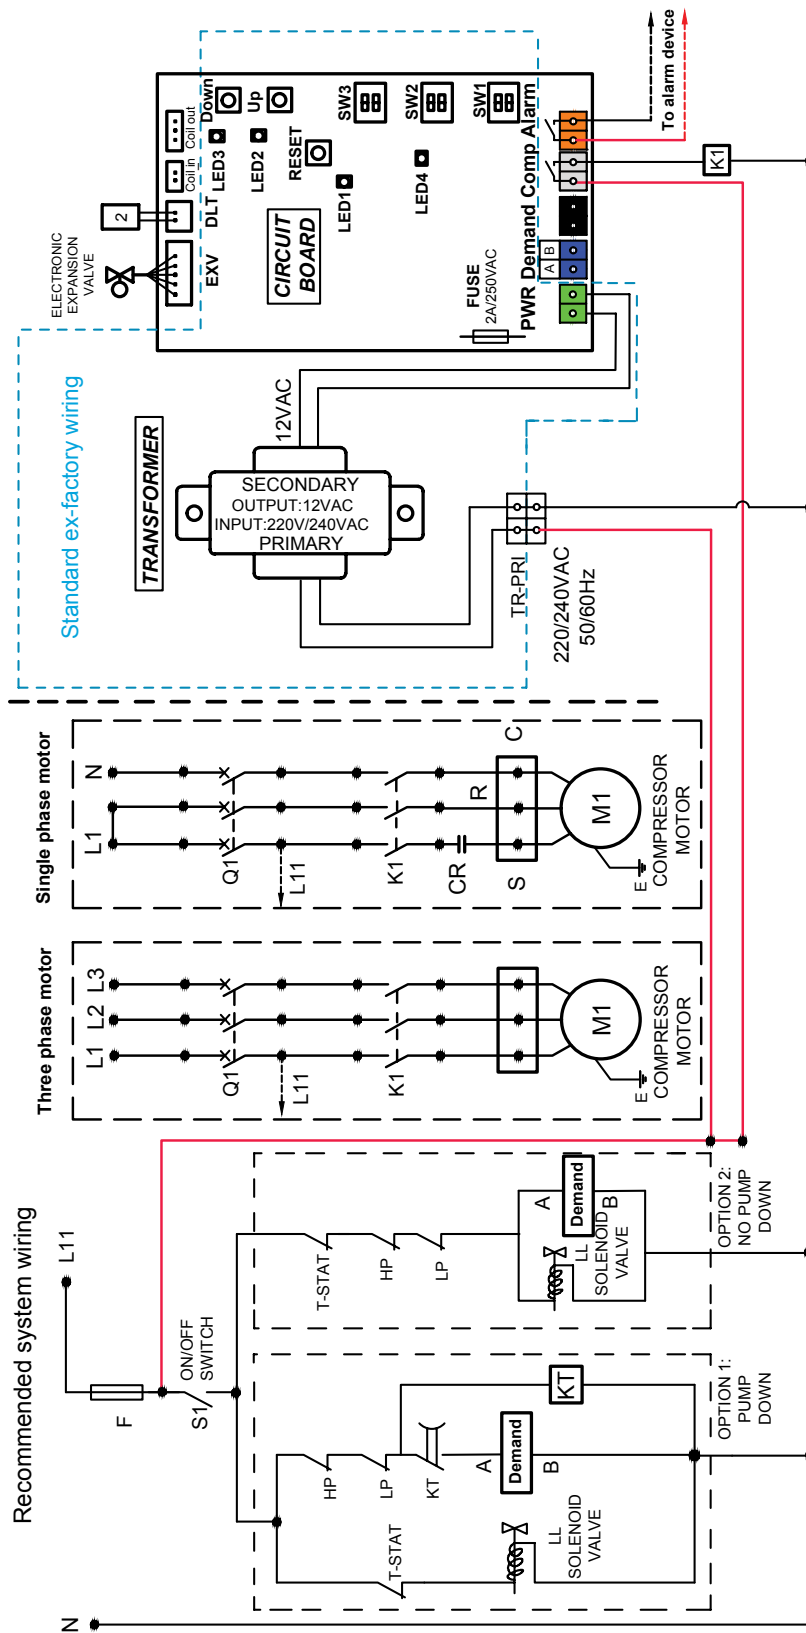 Recommended system wiring
N
L11
F
S1
ON/OFF
SWITCH
T-STAT
LL
SOLENOID
VALVE
HP
LP
KT
A
Demand
B
KT
OPTION 1:
PUMP
DOWN
T-STAT
HP
LP
LL
SOLENOID
VALVE
A
Demand
B
OPTION 2:
NO PUMP
DOWN
Three phase motor
L1
L2
L3
Q1
L11
K1
M1
E
COMPRESSOR
MOTOR
Single phase motor
L1
N
Q1
L11
K1
CR
S
R
C
M1
E
COMPRESSOR
MOTOR
Standard ex-factory wiring
TRANSFORMER
12VAC
SECONDARY
OUTPUT:12VAC
INPUT:220V/240VAC
PRIMARY
TR-PRI
220/240VAC
50/60Hz
ELECTRONIC
EXPANSION
VALVE
2
EXV
DLT
Coil in
Coil out
CIRCUIT
BOARD
LED3
Down
LED2
Up
RESET
LED1
LED4
SW3
SW2
SW1
FUSE
2A/250VAC
PWR
Demand
Comp
Alarm
A
B
K1
To alarm device